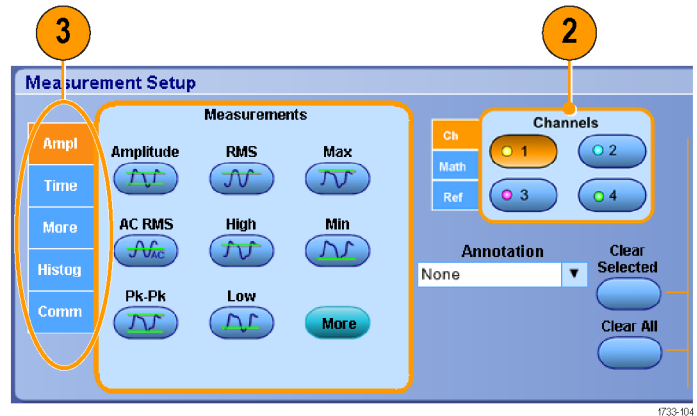 3
2
Measurement Setup
Measurements
Channels
Ampl
Time
More
Histog
Comm
Amplitude
RMS
Max
AC RMS
High
Min
AC
Pk-Pk
Low
More
Ch
Math
Ref
1
2
3
4
Annotation
None
Clear
Selected
Clear All
1733-104